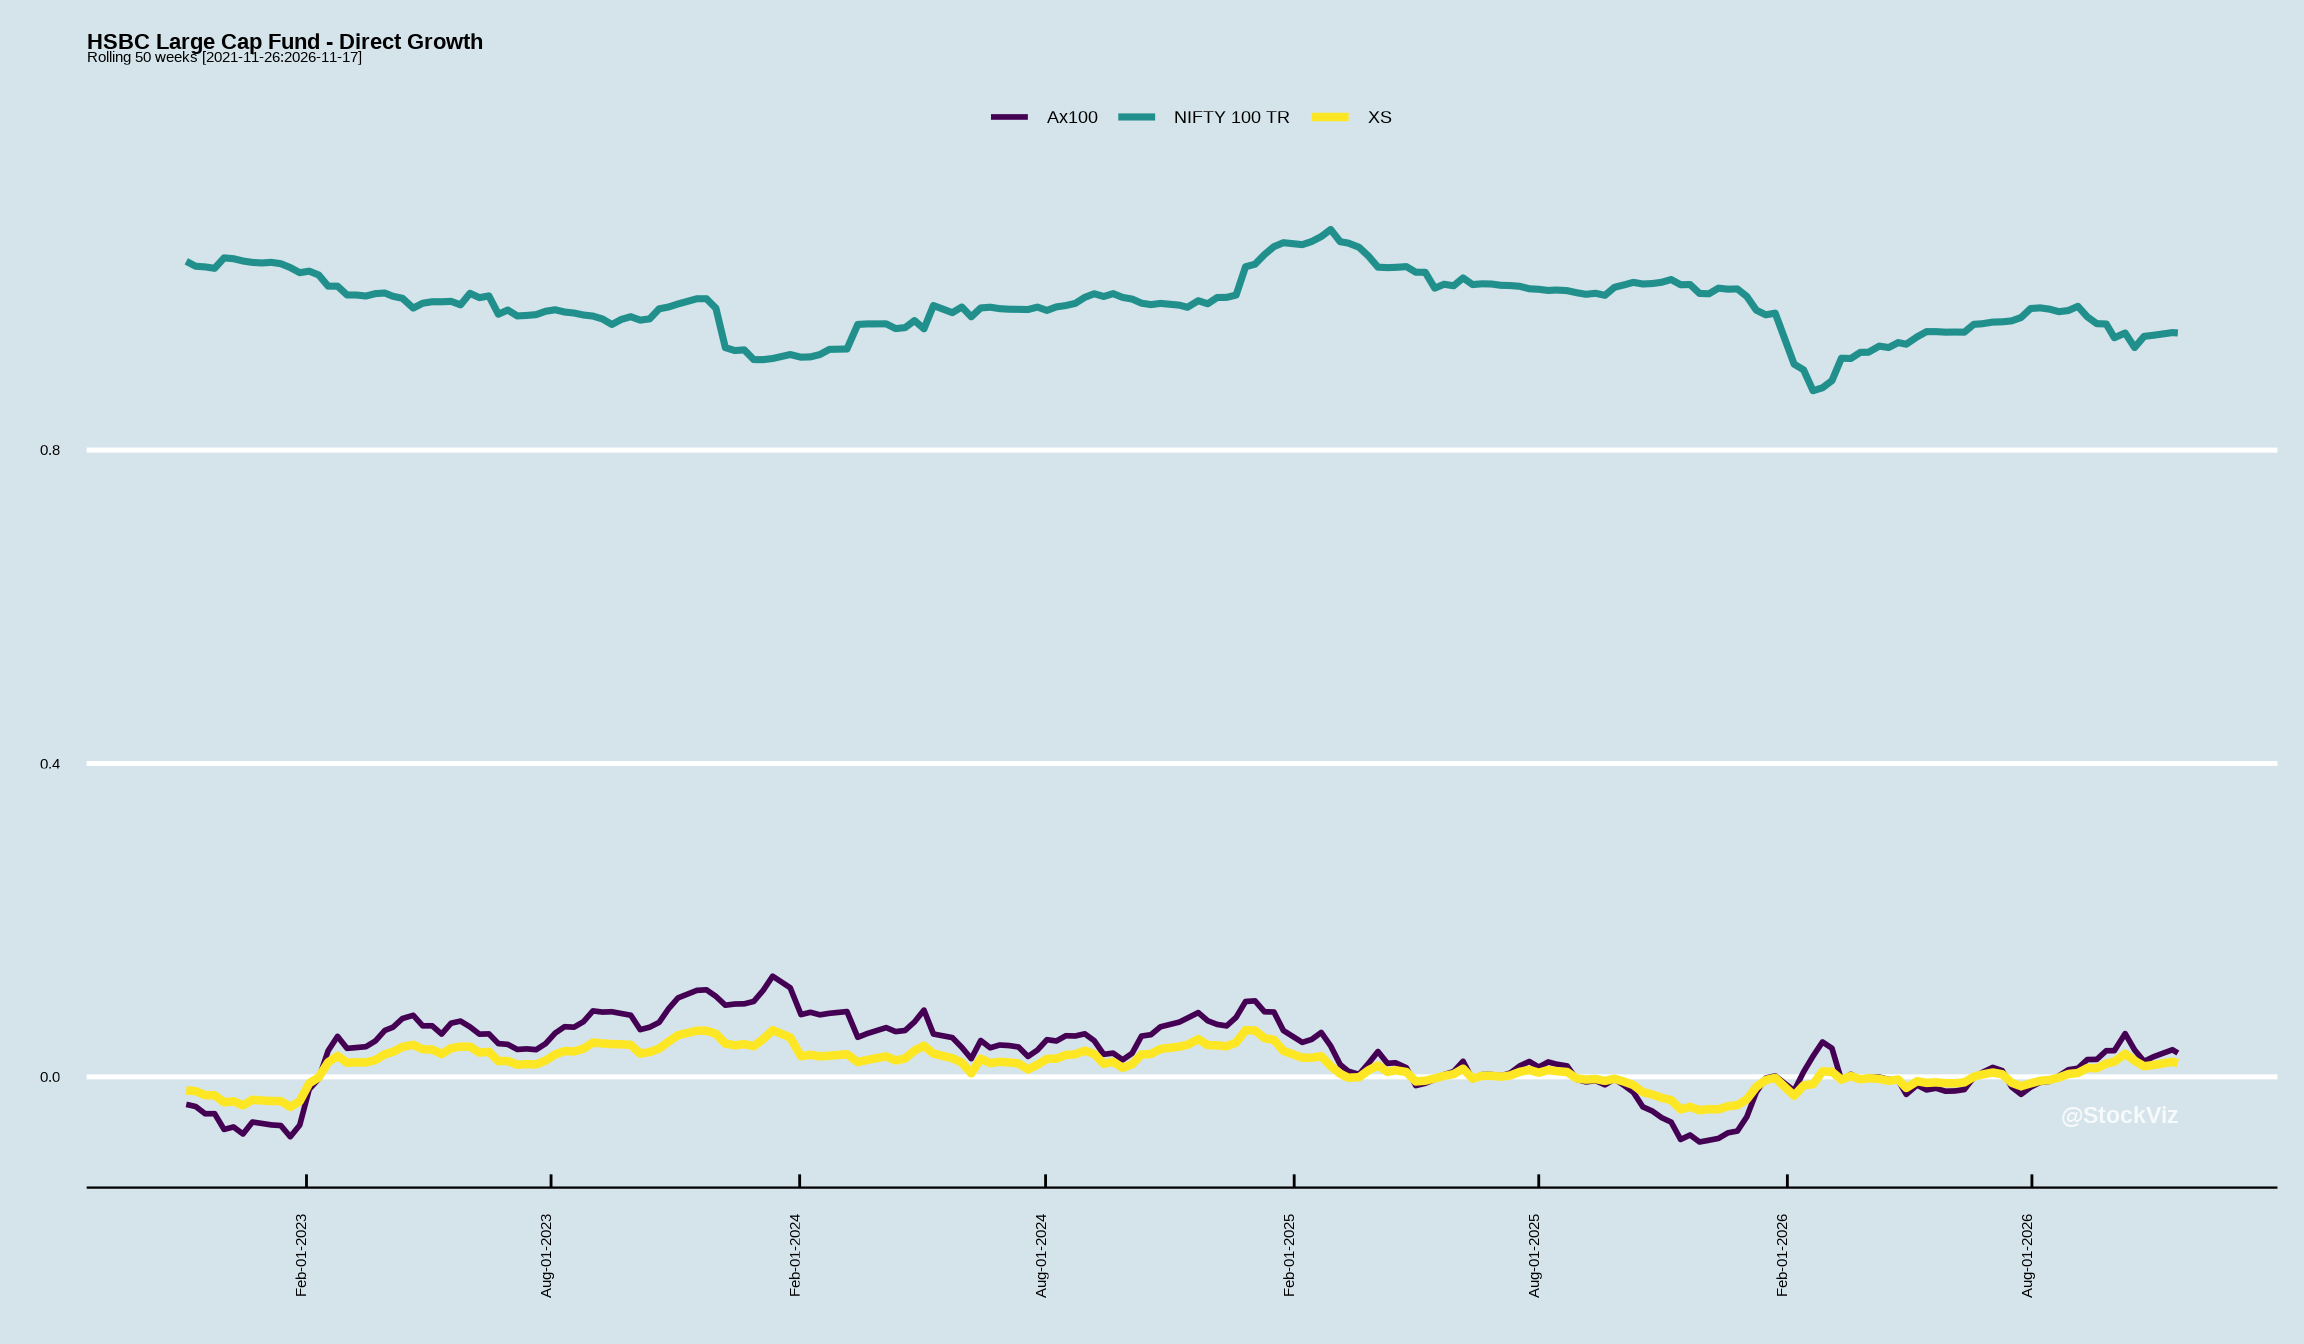 HSBC Large Cap Fund - Direct Growth
Rolling 50 weeks [2021-11-26:2026-11-17]
Ax100 NIFTY 100 TR XS
0.8
0.4
0.0
@StockViz
Feb-01-2023
Aug-01-2023
Feb-01-2024
Aug-01-2024
Feb-01-2025
Aug-01-2025
Feb-01-2026
Aug-01-2026